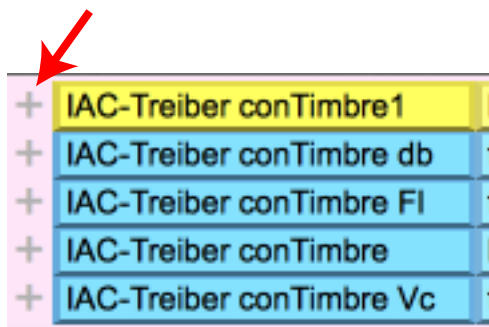 + IAC-Treiber conTimbre1
+ IAC-Treiber conTimbre db
+ IAC-Treiber conTimbre Fl
+ IAC-Treiber conTimbre
+ IAC-Treiber conTimbre Vc